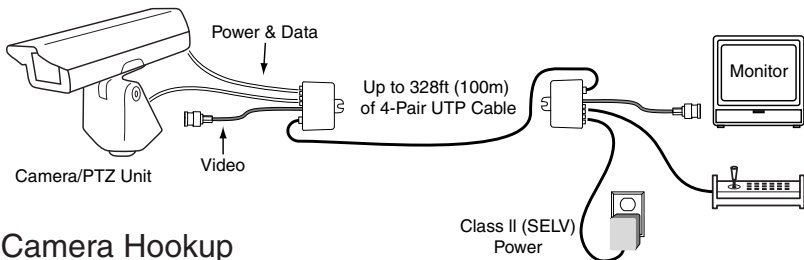 Power & Data
Up to 328ft (100m)
of 4-Pair UTP Cable
Monitor
Video
Camera/PTZ Unit
Class II (SELV)
Power
Camera Hookup